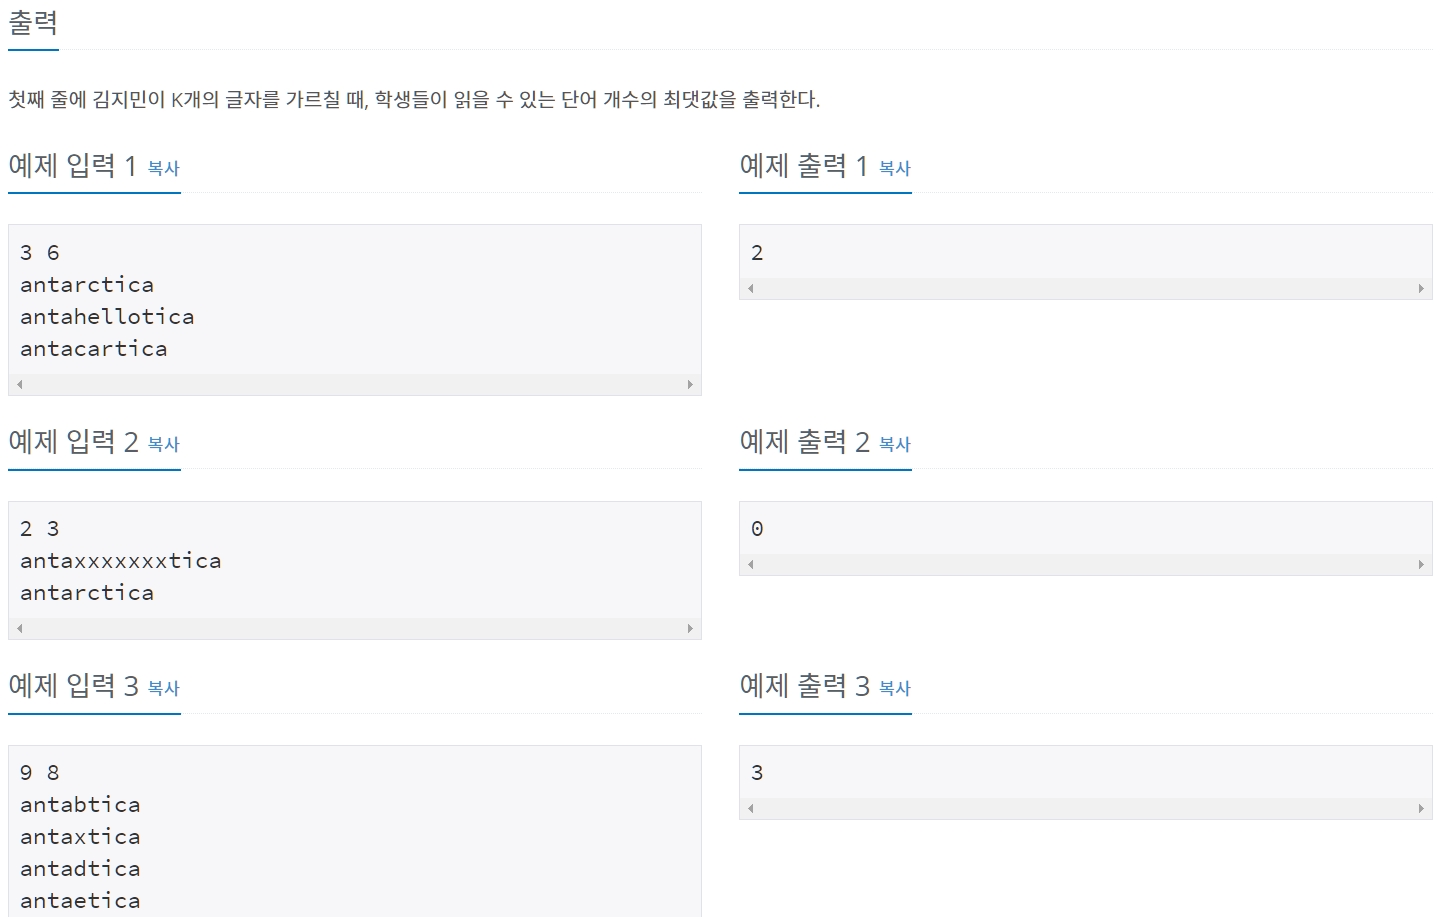 출력
첫째 줄에 김지민이 K개의 글자를 가르칠 때, 학생들이 읽을 수 있는 단어 개수의 최댓값을 출력한다.
예제 입력 1 복사
3 6
antarctica
antahellotica
antacartica
예제 출력 1 복사
2
예제 입력 2 복사
2 3
antaxxxxxxxtica
antarctica
예제 출력 2 복사
0
예제 입력 3 복사
9 8
antabtica
antaxtica
antadtica
antaetica
예제 출력 3 복사
3